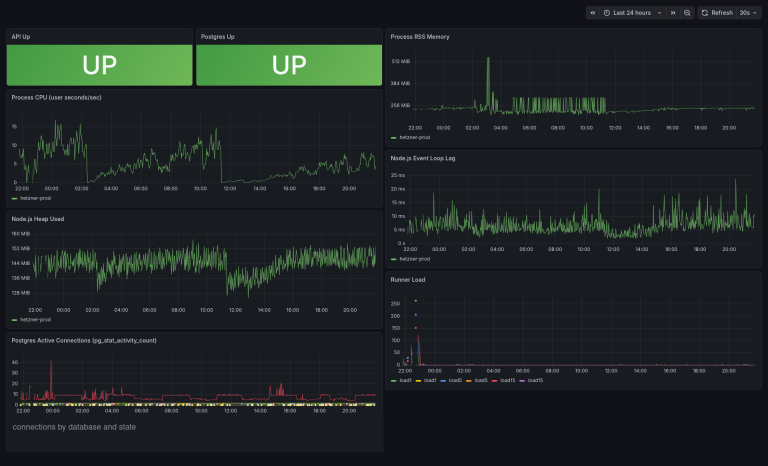 Last 24 hours
Refresh 30s
API Up
UP
Postgres Up
UP
Process CPU (user seconds/sec)
15
10
5
0
22:00 00:00 02:00 04:00 06:00 08:00 10:00 12:00 14:00 16:00 18:00 20:00
hetzner-prod
Node.js Heap Used
160 MiB
152 MiB
144 MiB
136 MiB
128 MiB
22:00 00:00 02:00 04:00 06:00 08:00 10:00 12:00 14:00 16:00 18:00 20:00
hetzner-prod
Postgres Active Connections (pg_stat_activity_count)
40
30
20
10
0
22:00 00:00 02:00 04:00 06:00 08:00 10:00 12:00 14:00 16:00 18:00 20:00
connections by database and state
Process RSS Memory
512 MiB
384 MiB
256 MiB
22:00 00:00 02:00 04:00 06:00 08:00 10:00 12:00 14:00 16:00 18:00 20:00
hetzner-prod
Node.js Event Loop Lag
25 ms
20 ms
15 ms
10 ms
5 ms
0 s
22:00 00:00 02:00 04:00 06:00 08:00 10:00 12:00 14:00 16:00 18:00 20:00
hetzner-prod
Runner Load
250
200
150
100
50
0
22:00 00:00 02:00 04:00 06:00 08:00 10:00 12:00 14:00 16:00 18:00 20:00
load1 load1 load5 load5 load15 load15